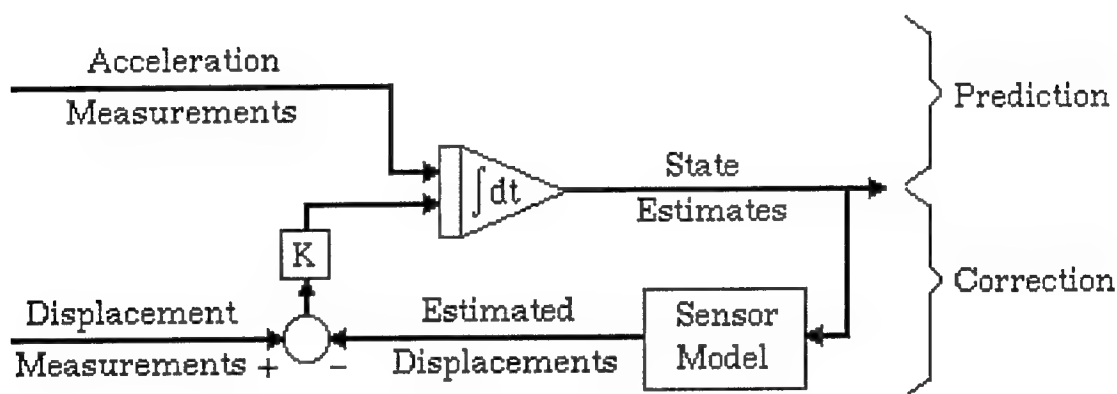 Acceleration
Measurements
Prediction
∫dt
State
Estimates
K
Correction
Displacement
Measurements + −
Estimated
Displacements
Sensor
Model